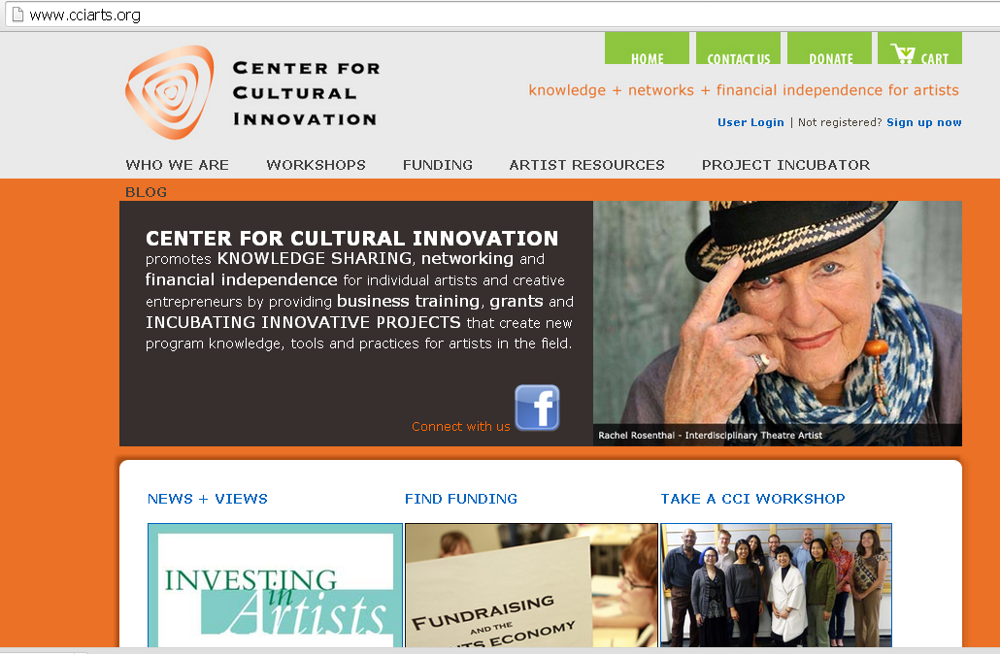 www.cciarts.org
HOME CONTACT US DONATE CART
CENTER FOR
CULTURAL
INNOVATION
knowledge + networks + financial independence for artists
User Login | Not registered? Sign up now
WHO WE ARE WORKSHOPS FUNDING ARTIST RESOURCES PROJECT INCUBATOR
BLOG
CENTER FOR CULTURAL INNOVATION
promotes KNOWLEDGE SHARING, networking and
financial independence for individual artists and creative
entrepreneurs by providing business training, grants and
INCUBATING INNOVATIVE PROJECTS that create new
program knowledge, tools and practices for artists in the field.
Connect with us f
Rachel Rosenthal - Interdisciplinary Theatre Artist
NEWS + VIEWS FIND FUNDING TAKE A CCI WORKSHOP
INVESTING
in
Artists
FUNDRAISING
AND THE
TS ECONOMY